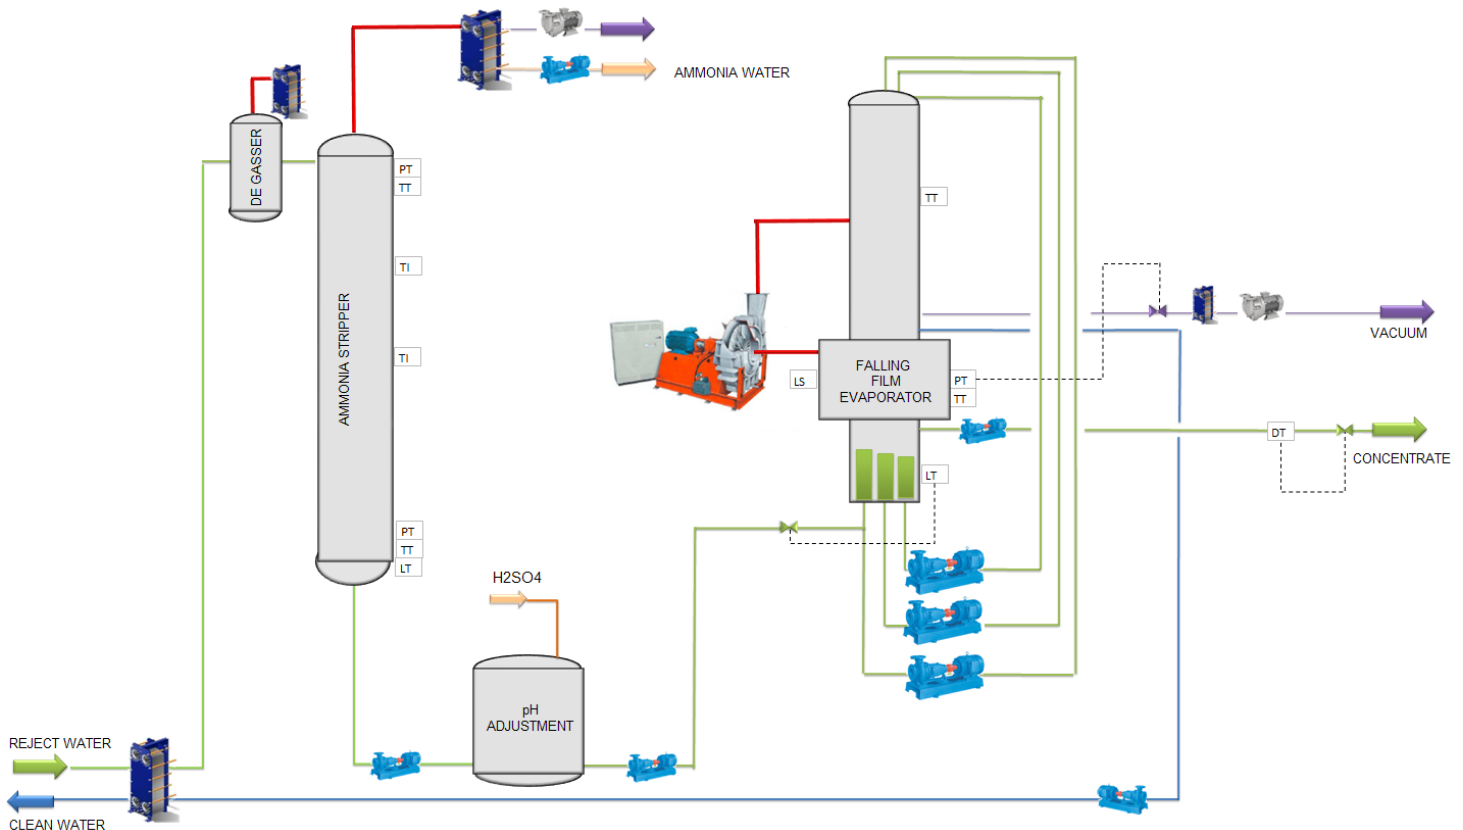 AMMONIA WATER
DE GASSER
AMMONIA STRIPPER
PT
TT
TI
TI
PT
TT
LT
TT
FALLING
FILM
EVAPORATOR
LS
PT
TT
LT
VACUUM
DT
CONCENTRATE
H2SO4
pH
ADJUSTMENT
REJECT WATER
CLEAN WATER